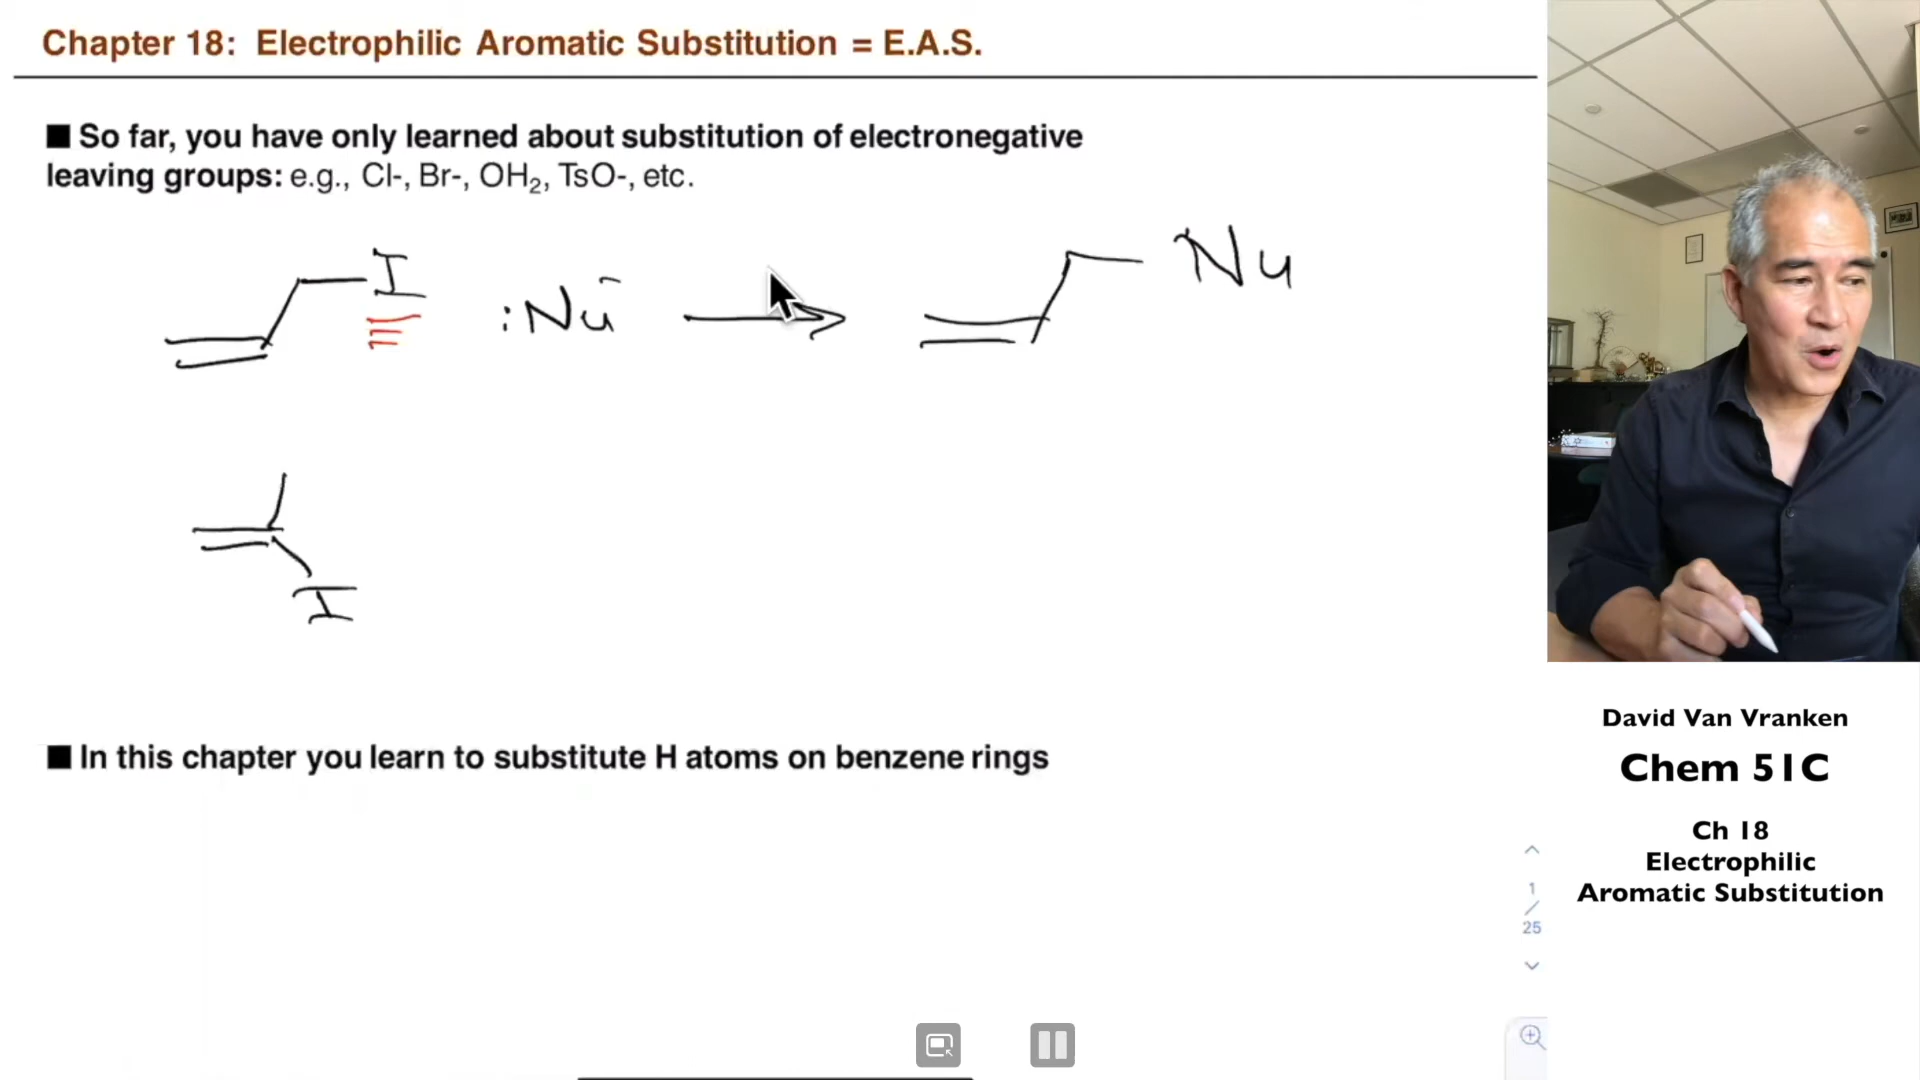 Chapter 18: Electrophilic Aromatic Substitution = E.A.S.
■ So far, you have only learned about substitution of electronegative
leaving groups: e.g., Cl-, Br-, OH₂, TsO-, etc.
I
:Nu⁻
Nu
I
■ In this chapter you learn to substitute H atoms on benzene rings
David Van Vranken
Chem 51C
Ch 18
Electrophilic
Aromatic Substitution
1
/
25